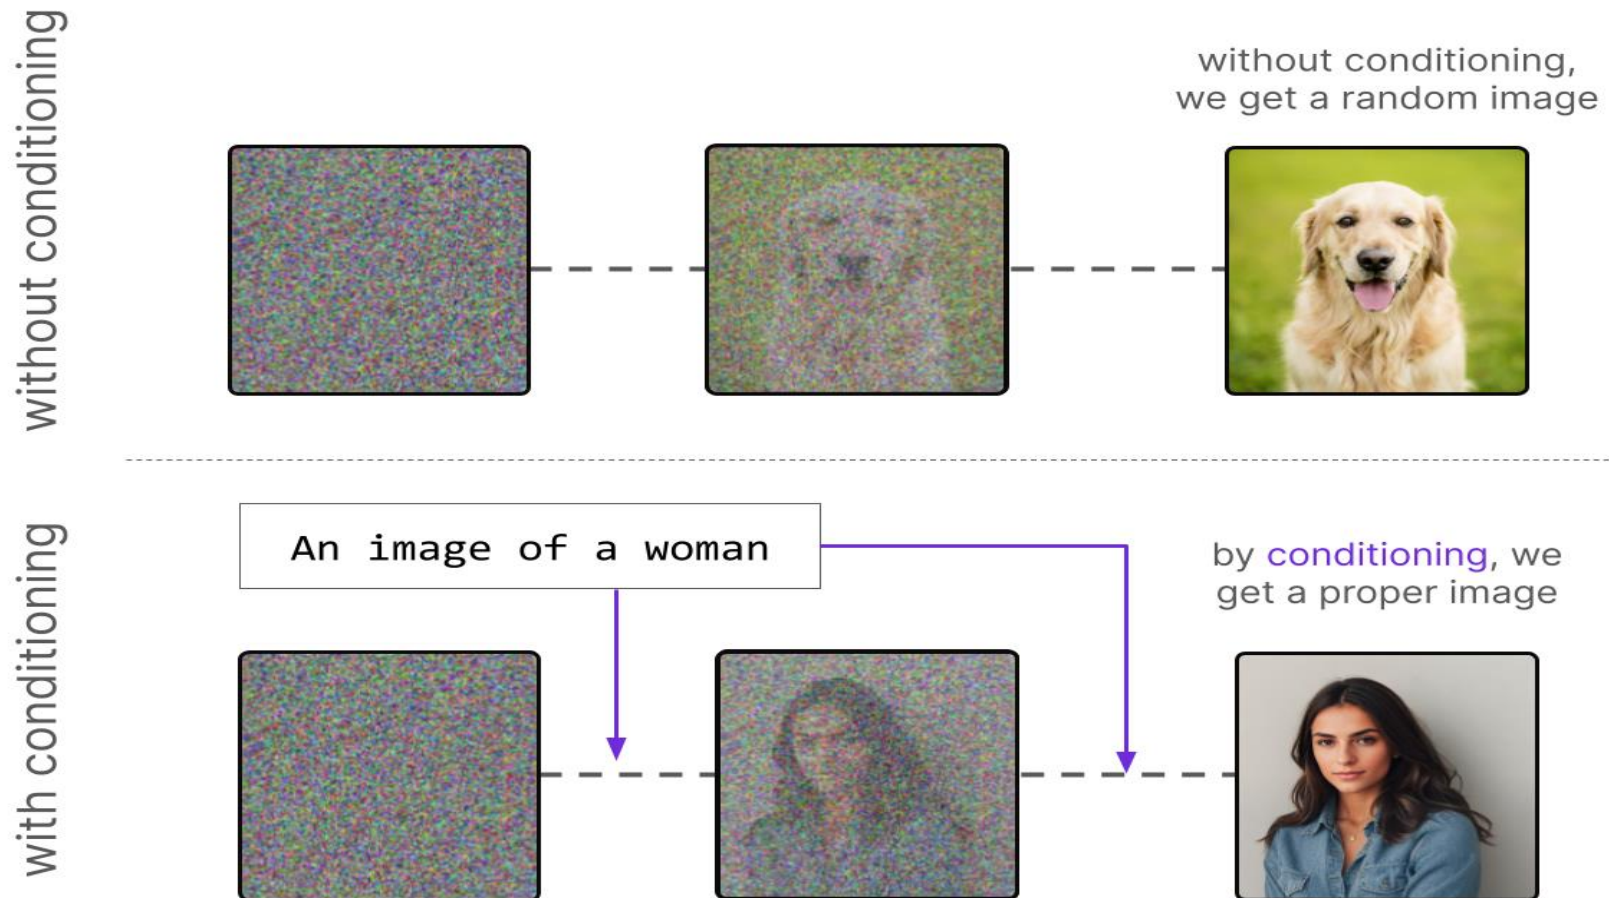 without conditioning
without conditioning,
we get a random image
with conditioning
An image of a woman
by conditioning, we
get a proper image